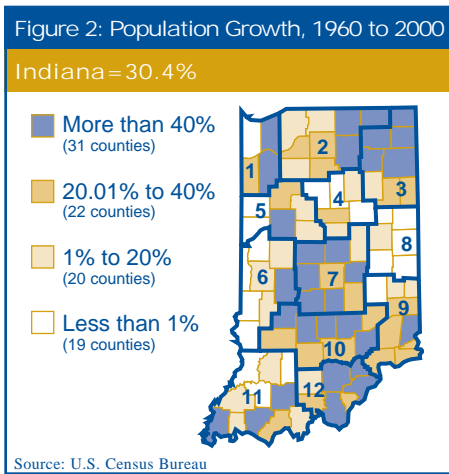 Figure 2: Population Growth, 1960 to 2000
Indiana=30.4%
More than 40%
(31 counties)
20.01% to 40%
(22 counties)
1% to 20%
(20 counties)
Less than 1%
(19 counties)
1
2
3
4
5
6
7
8
9
10
11
12
Source: U.S. Census Bureau